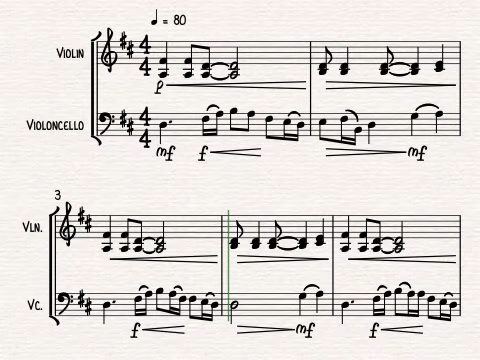 ♩ = 80
Violin
p
Violoncello
mf f mf
3
Vln.
Vc.
f mf f